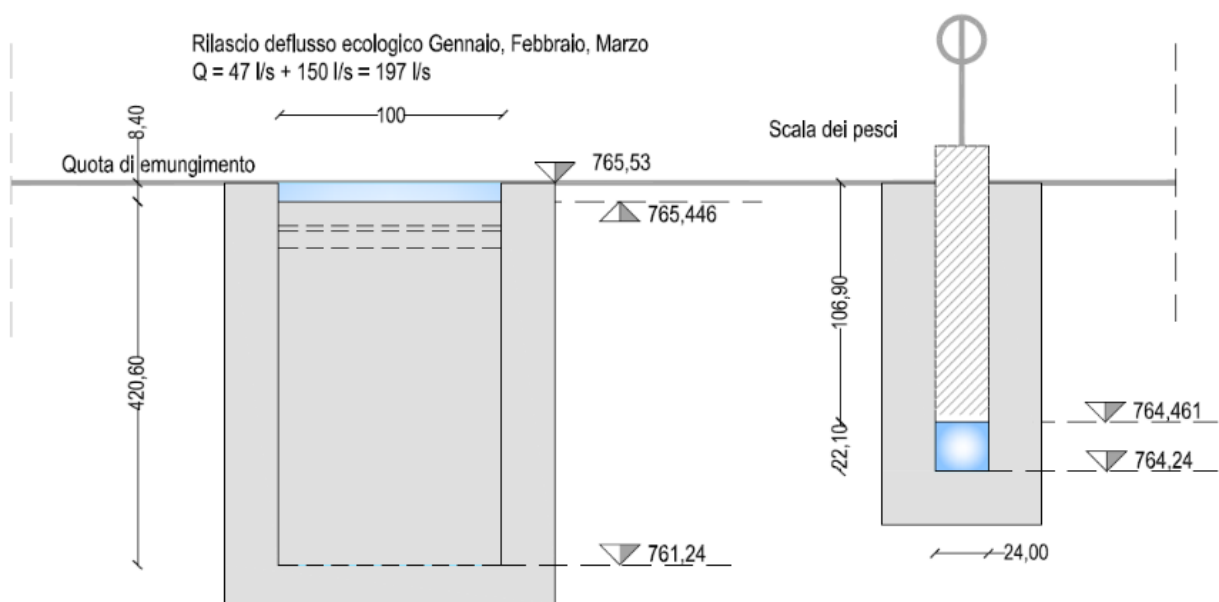 Rilascio deflusso ecologico Gennaio, Febbraio, Marzo
Q = 47 l/s + 150 l/s = 197 l/s
100
8,40
Quota di emungimento
765,53
765,446
420,60
761,24
Scala dei pesci
106,90
22,10
764,461
764,24
24,00